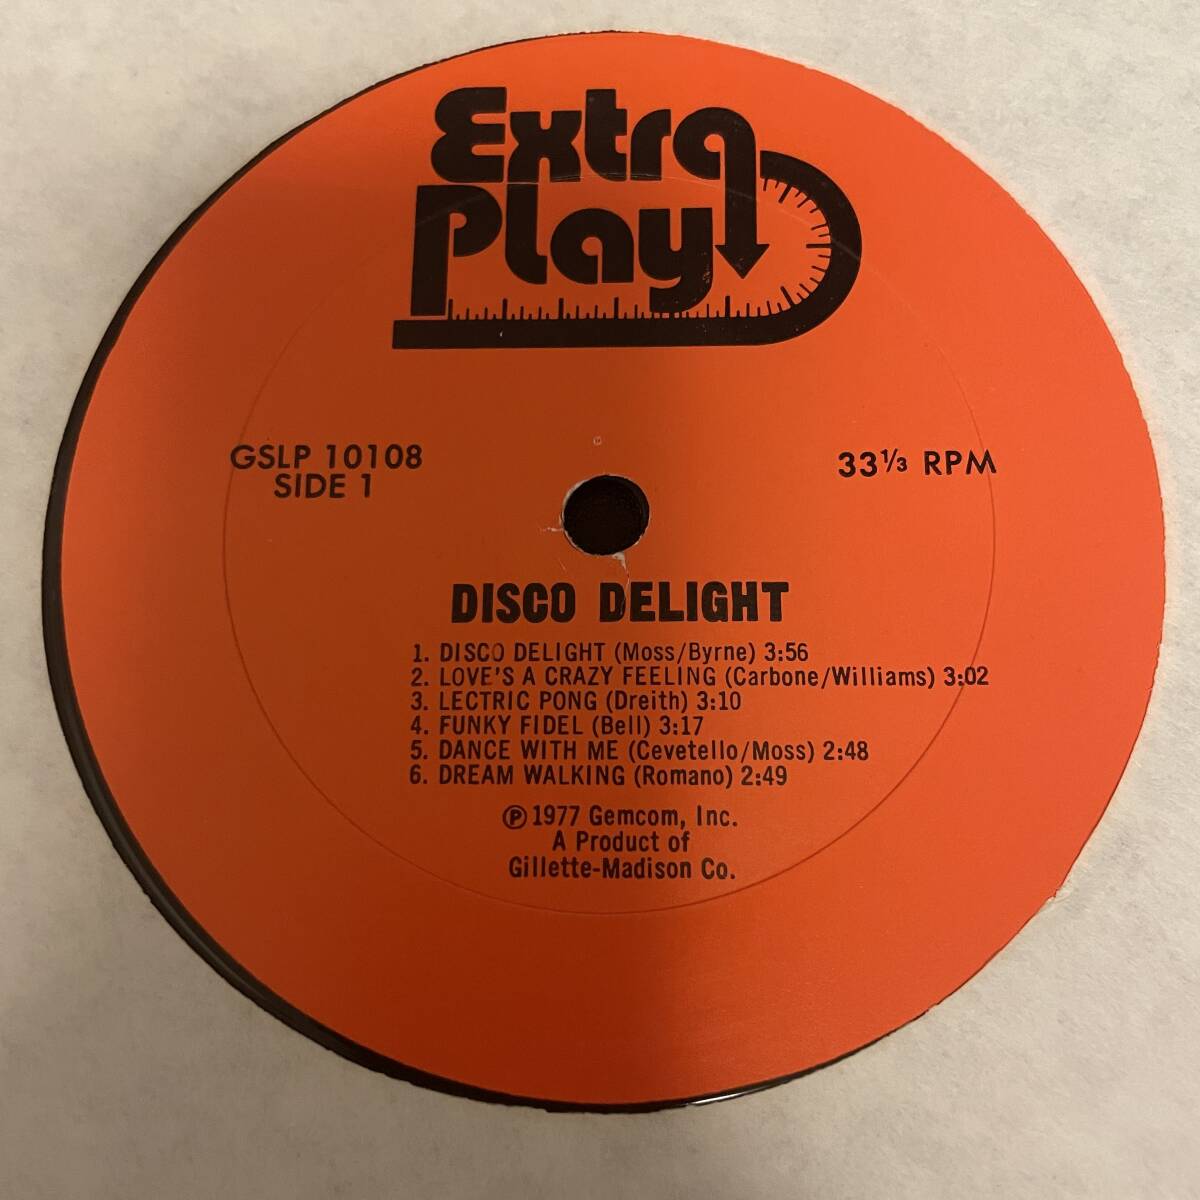 Extra
Play
GSLP 10108
SIDE 1
33 1/3 RPM
DISCO DELIGHT
1. DISCO DELIGHT (Moss/Byrne) 3:56
2. LOVE'S A CRAZY FEELING (Carbone/Williams) 3:02
3. LECTRIC PONG (Dreith) 3:10
4. FUNKY FIDEL (Bell) 3:17
5. DANCE WITH ME (Cevetello/Moss) 2:48
6. DREAM WALKING (Romano) 2:49
℗ 1977 Gemcom, Inc.
A Product of
Gillette-Madison Co.